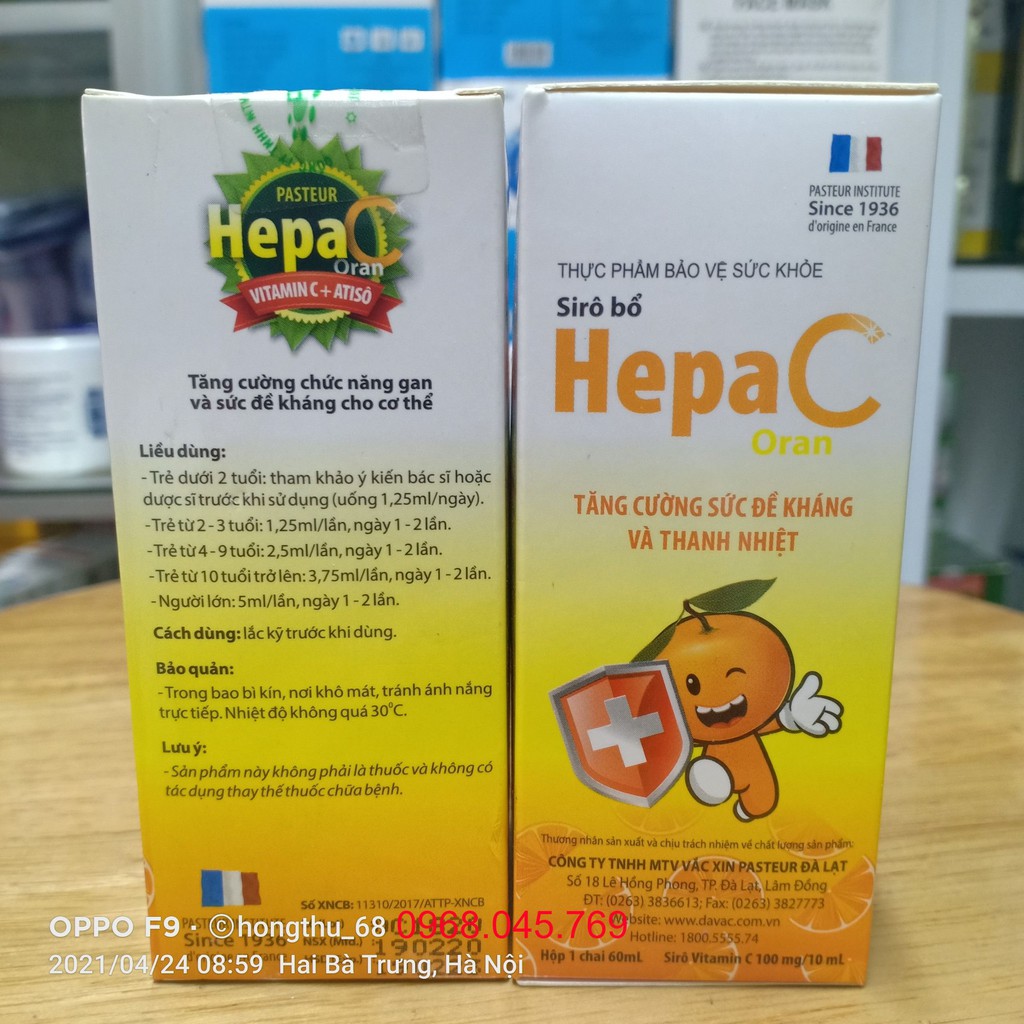 FACE MASK
PASTEUR
HepaC
Oran
VITAMIN C + ATISÔ
Tăng cường chức năng gan
và sức đề kháng cho cơ thể
Liều dùng:
- Trẻ dưới 2 tuổi: tham khảo ý kiến bác sĩ hoặc
dược sĩ trước khi sử dụng (uống 1,25ml/ngày).
- Trẻ từ 2 - 3 tuổi: 1,25ml/lần, ngày 1 - 2 lần.
- Trẻ từ 4 - 9 tuổi: 2,5ml/lần, ngày 1 - 2 lần.
- Trẻ từ 10 tuổi trở lên: 3,75ml/lần, ngày 1 - 2 lần.
- Người lớn: 5ml/lần, ngày 1 - 2 lần.
Cách dùng: lắc kỹ trước khi dùng.
Bảo quản:
- Trong bao bì kín, nơi khô mát, tránh ánh nắng
trực tiếp. Nhiệt độ không quá 30°C.
Lưu ý:
- Sản phẩm này không phải là thuốc và không có
tác dụng thay thế thuốc chữa bệnh.
Số XNCB: 11310/2017/ATTP-XNCB
PASTEUR INSTITUTE
Since 1936
NSX (Mfd.) :
190220
PASTEUR INSTITUTE
Since 1936
d'origine en France
THỰC PHẨM BẢO VỆ SỨC KHỎE
Sirô bổ
HepaC
Oran
TĂNG CƯỜNG SỨC ĐỀ KHÁNG
VÀ THANH NHIỆT
Thương nhân sản xuất và chịu trách nhiệm về chất lượng sản phẩm:
CÔNG TY TNHH MTV VẮC XIN PASTEUR ĐÀ LẠT
Số 18 Lê Hồng Phong, TP. Đà Lạt, Lâm Đồng
ĐT: (0263) 3836613; Fax: (0263) 3827773
Website: www.davac.com.vn
Hotline: 1800.5555.74
Hộp 1 chai 60mL Sirô Vitamin C 100 mg/10 mL
OPPO F9 · ©hongthu_68 0968.045.769
2021/04/24 08:59 Hai Bà Trưng, Hà Nội